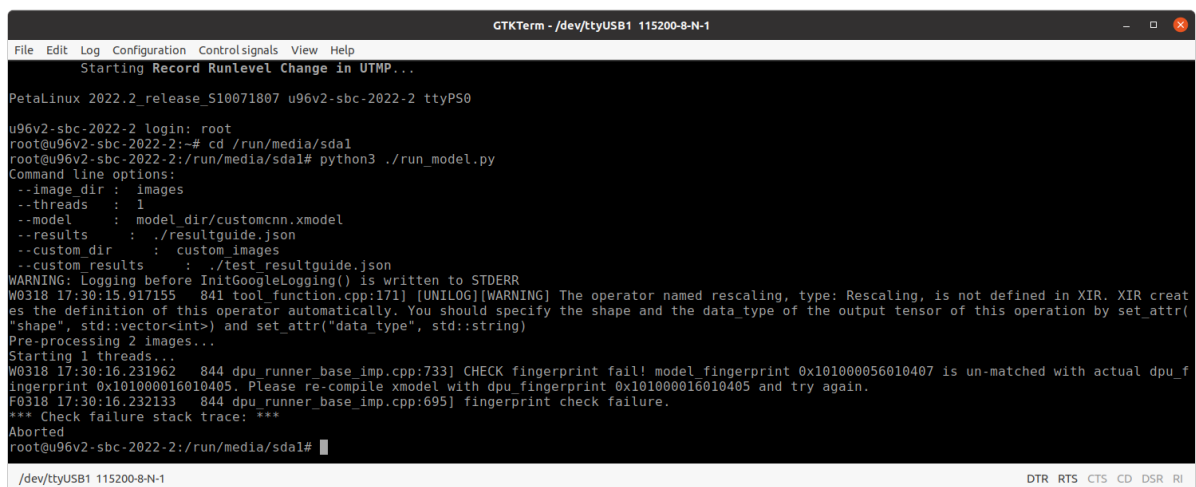 GTKTerm - /dev/ttyUSB1 115200-8-N-1
File Edit Log Configuration Control signals View Help
Starting Record Runlevel Change in UTMP...
PetaLinux 2022.2_release_S10071807 u96v2-sbc-2022-2 ttyPS0
u96v2-sbc-2022-2 login: root
root@u96v2-sbc-2022-2:~# cd /run/media/sda1
root@u96v2-sbc-2022-2:/run/media/sda1# python3 ./run_model.py
Command line options:
--image_dir : images
--threads : 1
--model : model_dir/customcnn.xmodel
--results : ./resultguide.json
--custom_dir : custom_images
--custom_results : ./test_resultguide.json
WARNING: Logging before InitGoogleLogging() is written to STDERR
W0318 17:30:15.917155 841 tool_function.cpp:171] [UNILOG][WARNING] The operator named rescaling, type: Rescaling, is not defined in XIR. XIR creat
es the definition of this operator automatically. You should specify the shape and the data_type of the output tensor of this operation by set_attr(
"shape", std::vector<int>) and set_attr("data_type", std::string)
Pre-processing 2 images...
Starting 1 threads...
W0318 17:30:16.231962 844 dpu_runner_base_imp.cpp:733] CHECK fingerprint fail! model_fingerprint 0x101000056010407 is un-matched with actual dpu_f
ingerprint 0x101000016010405. Please re-compile xmodel with dpu_fingerprint 0x101000016010405 and try again.
F0318 17:30:16.232133 844 dpu_runner_base_imp.cpp:695] fingerprint check failure.
*** Check failure stack trace: ***
Aborted
root@u96v2-sbc-2022-2:/run/media/sda1#
/dev/ttyUSB1 115200-8-N-1 DTR RTS CTS CD DSR RI